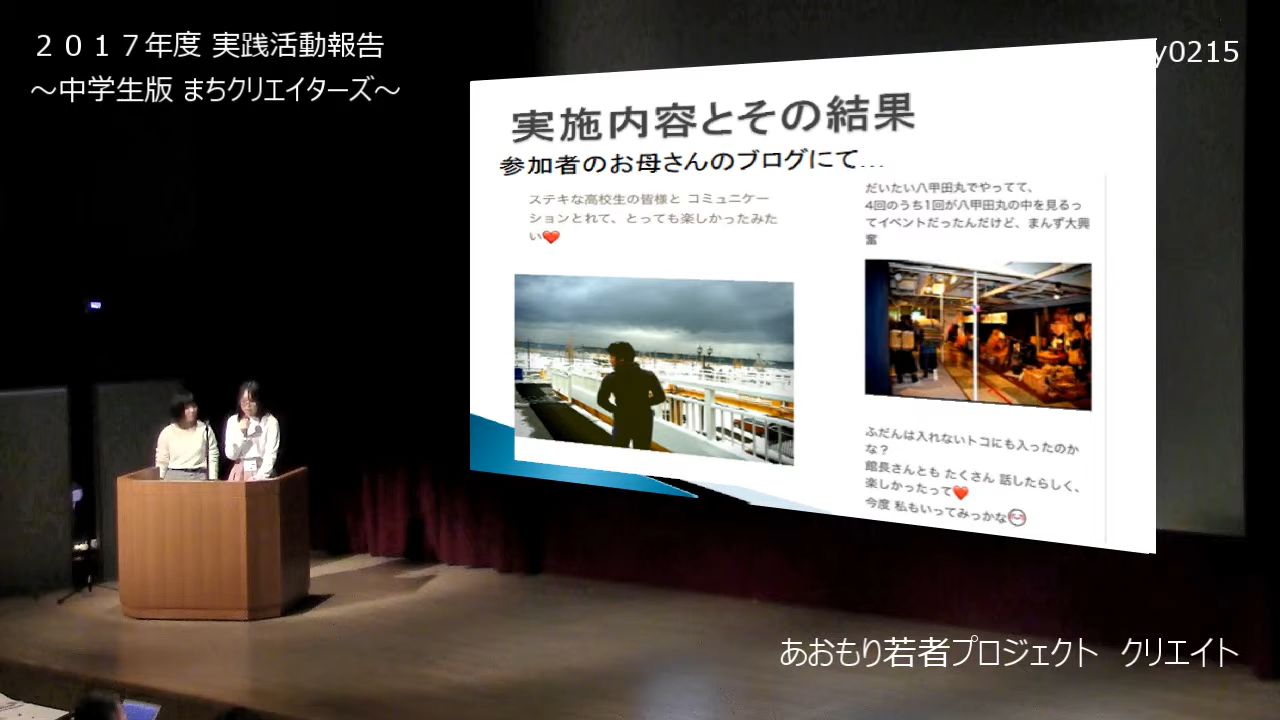 ２０１７年度 実践活動報告
～中学生版 まちクリエイターズ～
y0215
実施内容とその結果
参加者のお母さんのブログにて…
ステキな高校生の皆様と コミュニケー
ションとれて、とっても楽しかったみた
い❤️
だいたい八甲田丸でやってて、
4回のうち1回が八甲田丸の中を見るっ
てイベントだったんだけど、まんず大興
奮
ふだんは入れないトコにも入ったのか
な？
館長さんとも たくさん 話したらしく、
楽しかったって❤️
今度 私もいってみっかな
あおもり若者プロジェクト　クリエイト